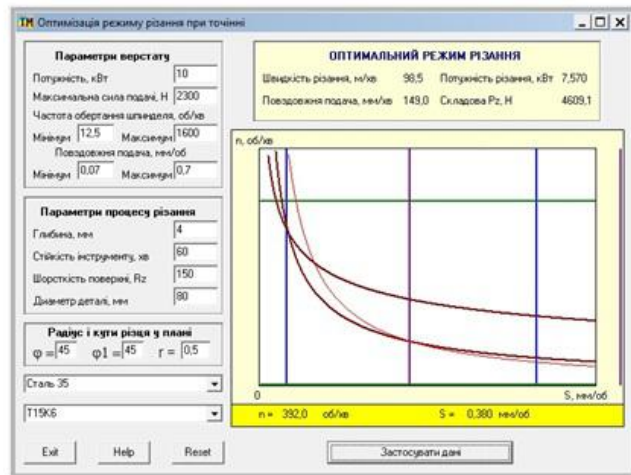 TM Оптимізація режиму різання при точінні
Параметри верстату
Потужність, кВт 10
Максимальна сила подачі, Н 2300
Частота обертання шпинделя, об/хв
Мінімум 12,5 Максимум 1600
Повздовжня подача, мм/об
Мінімум 0,07 Максимум 0,7
Параметри процесу різання
Глибина, мм 4
Стійкість інструменту, хв 60
Шорсткість поверхні, Rz 150
Диаметр деталі, мм 80
Радіус і кути різця у плані
φ = 45 φ1 = 45 r = 0,5
Сталь 35
Т15К6
Exit Help Reset
ОПТИМАЛЬНИЙ РЕЖИМ РІЗАННЯ
Швидкість різання, м/хв 98,5 Потужність різання, кВт 7,570
Повздовжня подача, мм/хв 149,0 Складова Pz, Н 4609,1
n, об/хв
0 S, мм/об
n = 392,0 об/хв S = 0,380 мм/об
Застосувати дані